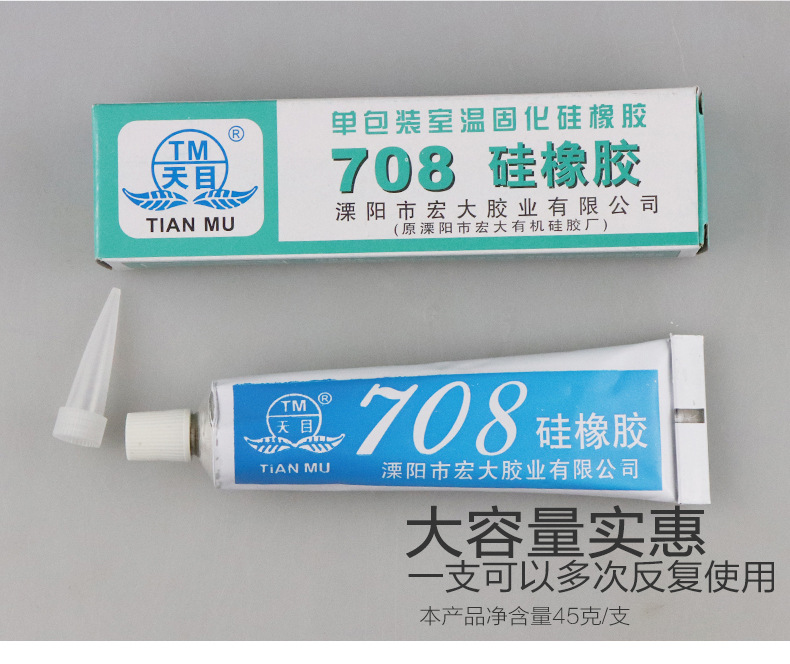 TM
®
天目
TIAN MU
单包装室温固化硅橡胶
708 硅橡胶
溧阳市宏大胶业有限公司
(原溧阳市宏大有机硅胶厂)
TM
®
天目
TiAN MU
708 硅橡胶
溧阳市宏大胶业有限公司
大容量实惠
一支可以多次反复使用
本产品净含量45克/支